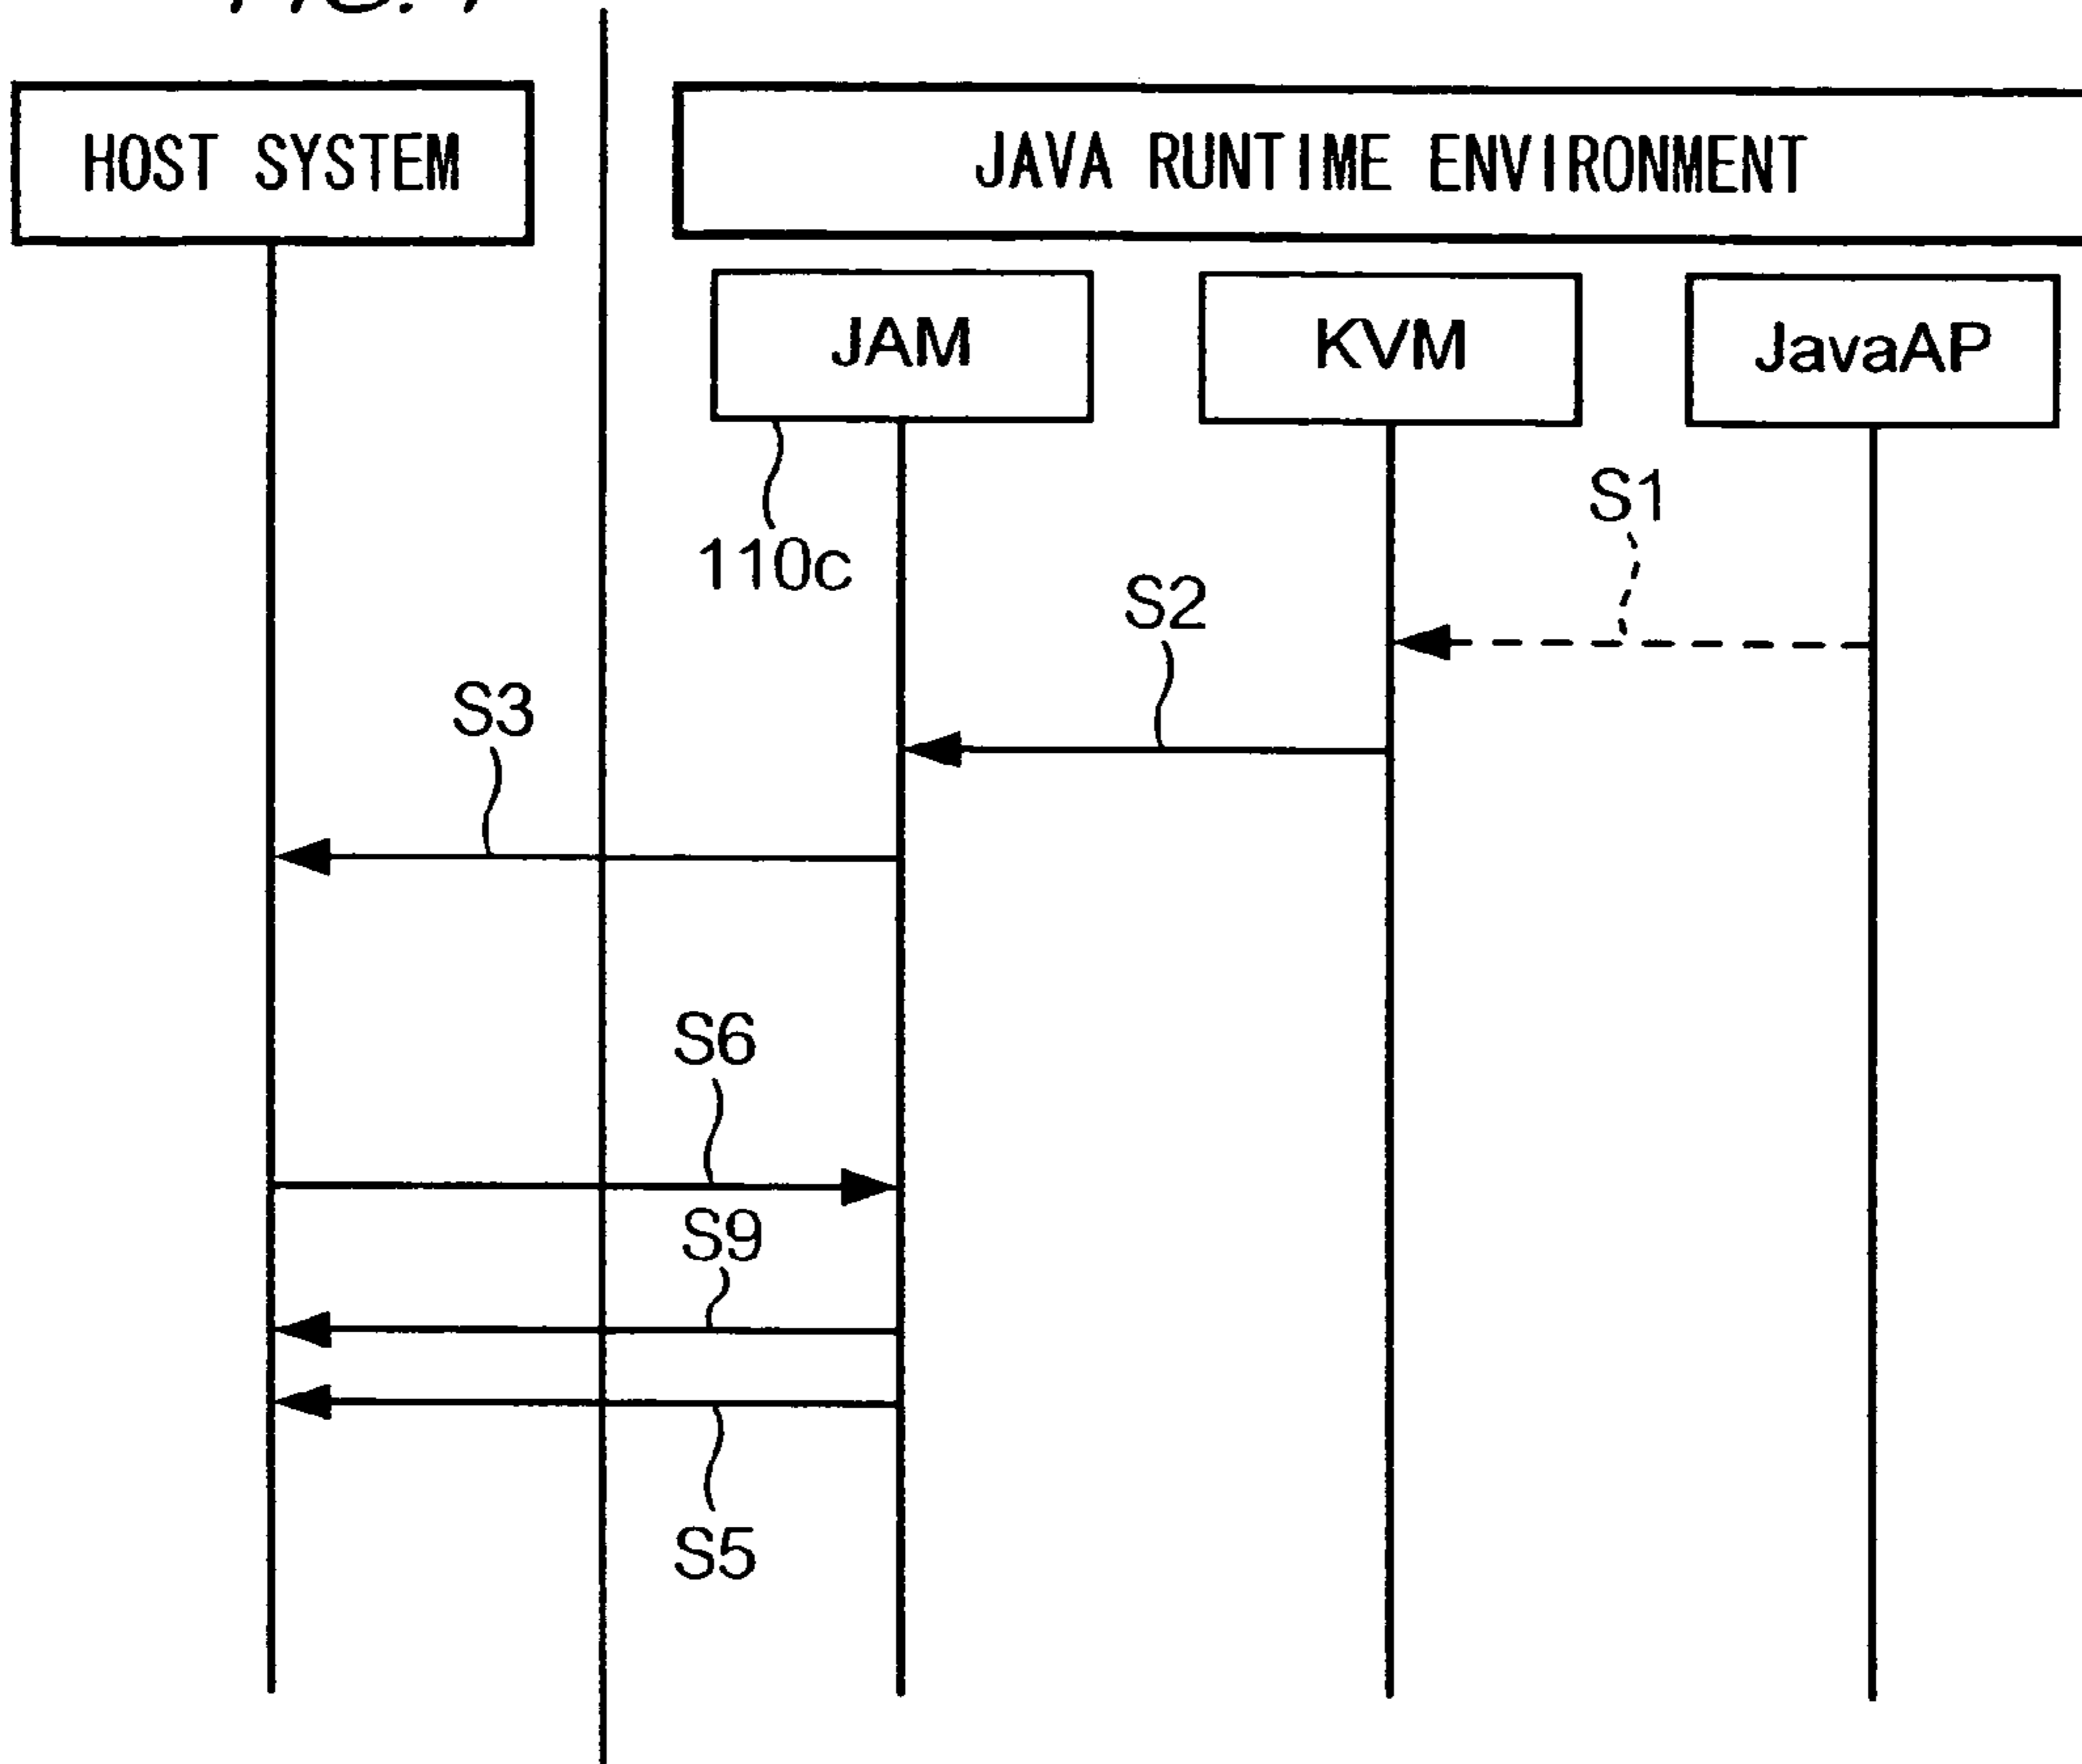 HOST SYSTEM
JAVA RUNTIME ENVIRONMENT
JAM
KVM
JavaAP
S1
110c
S2
S3
S6
S9
S5